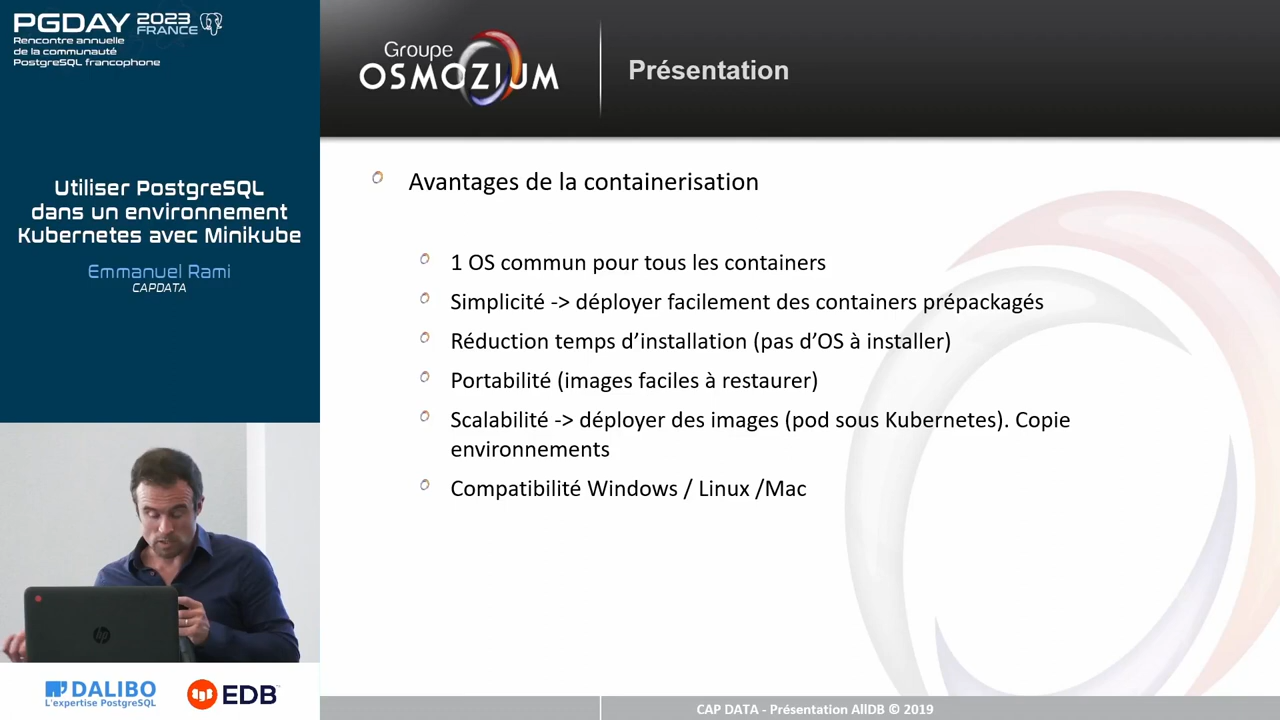 PGDAY 2023 FRANCE
Rencontre annuelle
de la communauté
PostgreSQL francophone
Utiliser PostgreSQL
dans un environnement
Kubernetes avec Minikube
Emmanuel Rami
CAPDATA
DALIBO
L'expertise PostgreSQL
EDB
Groupe
OSMOZIUM
Présentation
Avantages de la containerisation
1 OS commun pour tous les containers
Simplicité -> déployer facilement des containers prépackagés
Réduction temps d’installation (pas d’OS à installer)
Portabilité (images faciles à restaurer)
Scalabilité -> déployer des images (pod sous Kubernetes). Copie
environnements
Compatibilité Windows / Linux /Mac
CAP DATA - Présentation AllDB © 2019